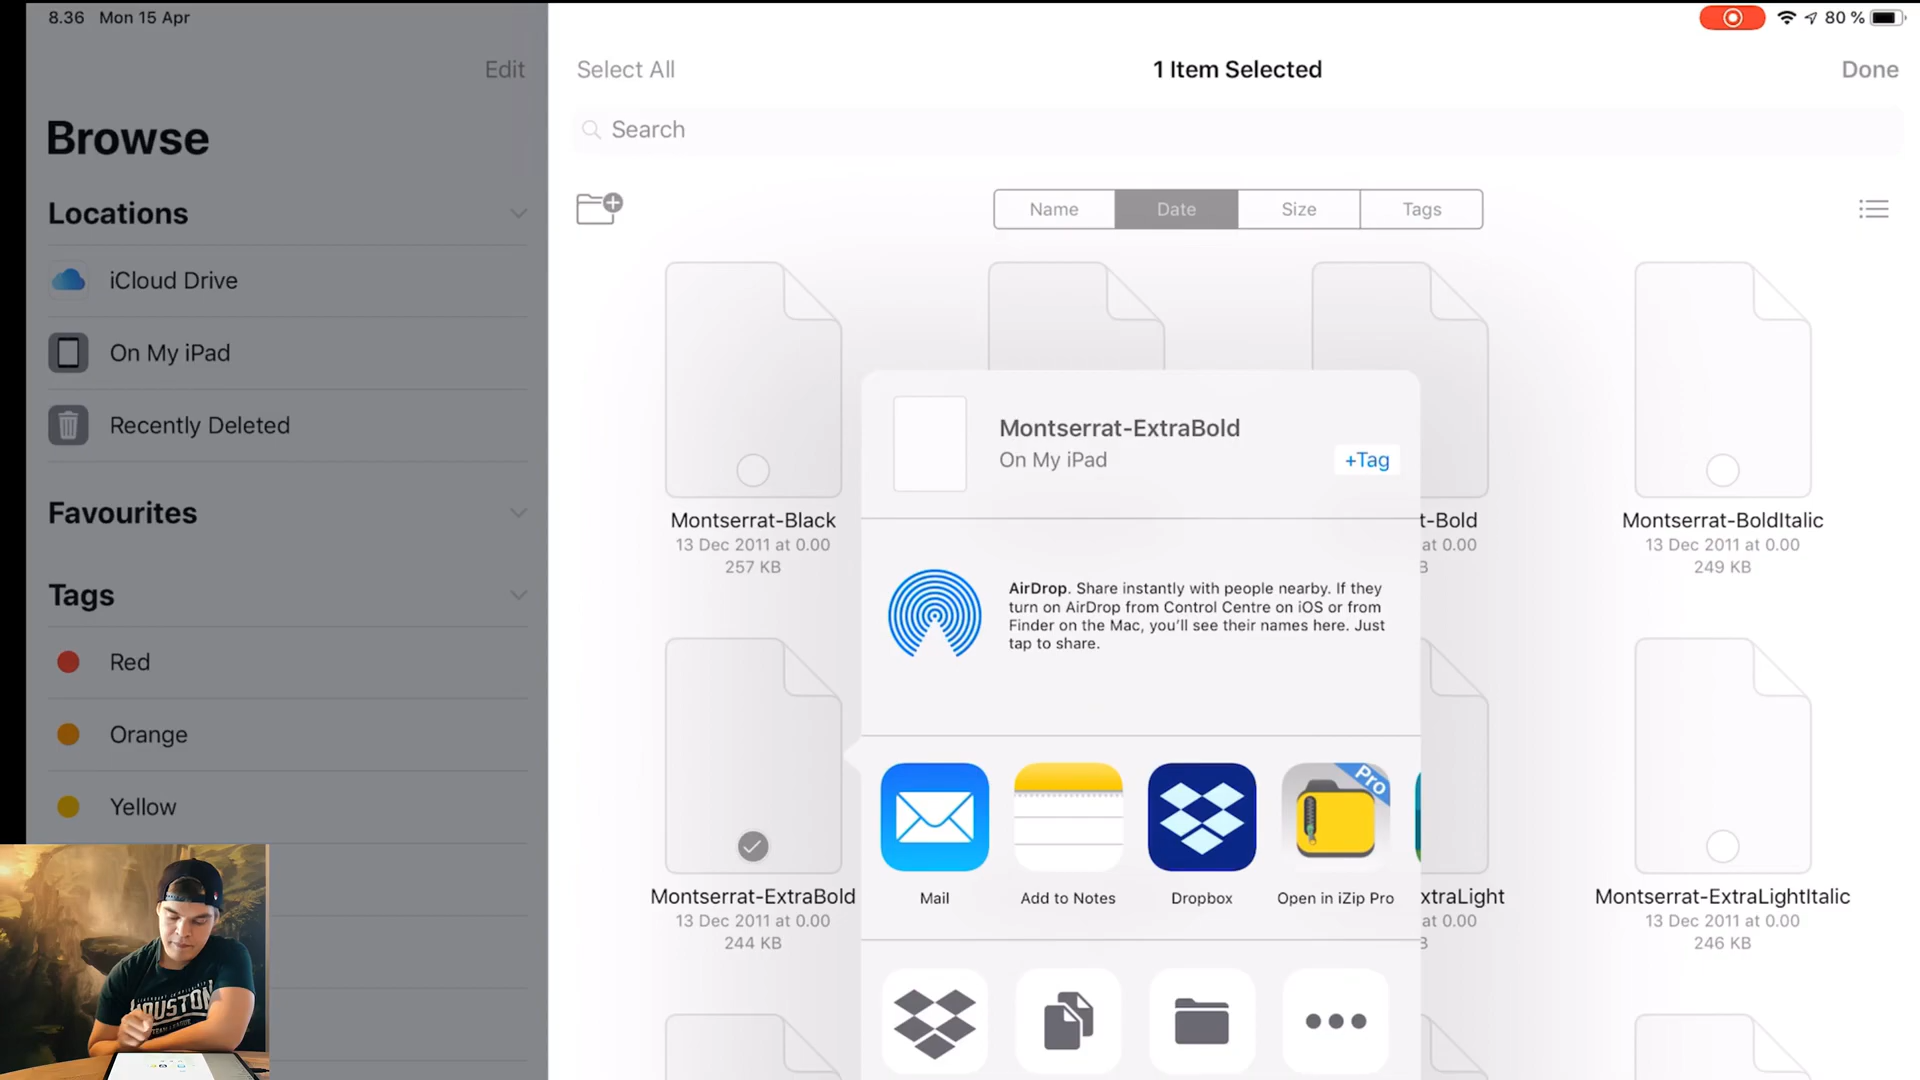 8.36 Mon 15 Apr
80 %
Edit
Select All
1 Item Selected
Done
Browse
Search
Locations
Name
Date
Size
Tags
iCloud Drive
On My iPad
Recently Deleted
Favourites
Tags
Red
Orange
Yellow
Montserrat-Black
13 Dec 2011 at 0.00
257 KB
t-Bold
at 0.00
B
Montserrat-BoldItalic
13 Dec 2011 at 0.00
249 KB
Montserrat-ExtraBold
On My iPad
+Tag
AirDrop. Share instantly with people nearby. If they
turn on AirDrop from Control Centre on iOS or from
Finder on the Mac, you'll see their names here. Just
tap to share.
Pro
Mail
Add to Notes
Dropbox
Open in iZip Pro
Montserrat-ExtraBold
13 Dec 2011 at 0.00
244 KB
xtraLight
at 0.00
B
Montserrat-ExtraLightItalic
13 Dec 2011 at 0.00
246 KB
HOUSTON